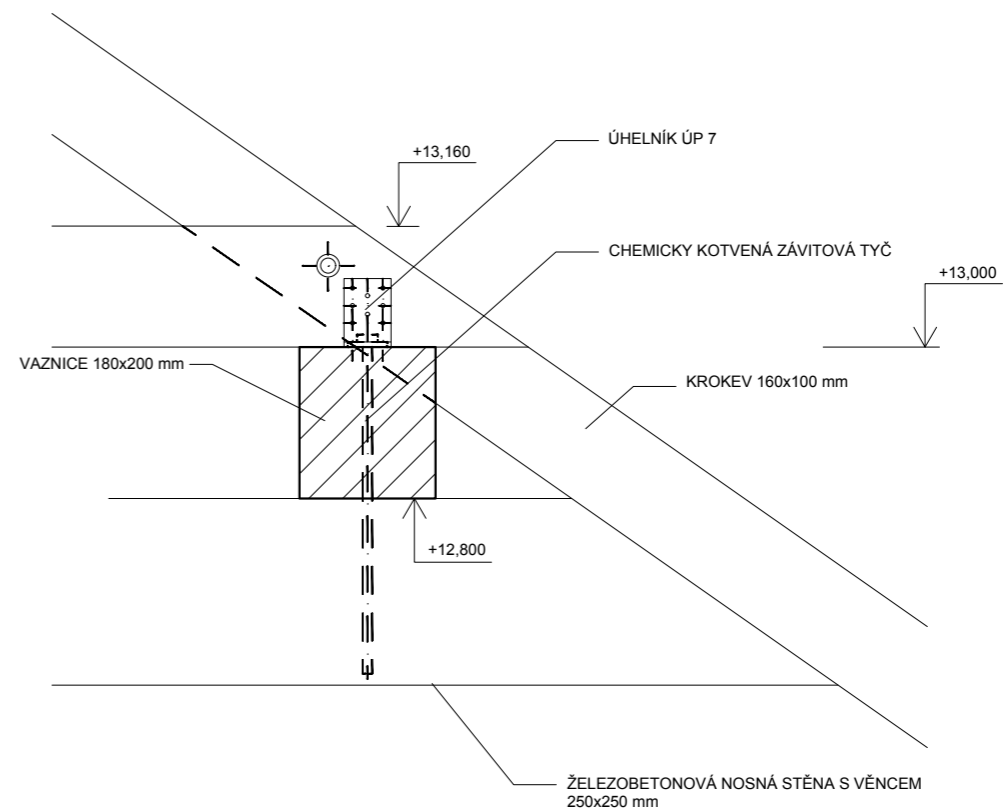 ÚHELNÍK ÚP 7
+13,160
CHEMICKY KOTVENÁ ZÁVITOVÁ TYČ
+13,000
VAZNICE 180x200 mm
KROKEV 160x100 mm
+12,800
ŽELEZOBETONOVÁ NOSNÁ STĚNA S VĚNCEM
250x250 mm